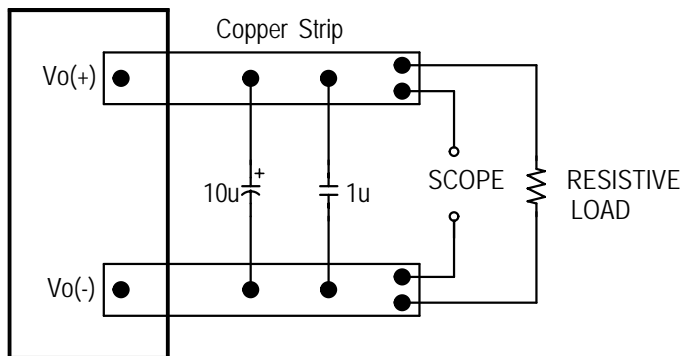 Copper Strip
Vo(+)
+
10u
1u
SCOPE
RESISTIVE
LOAD
Vo(-)